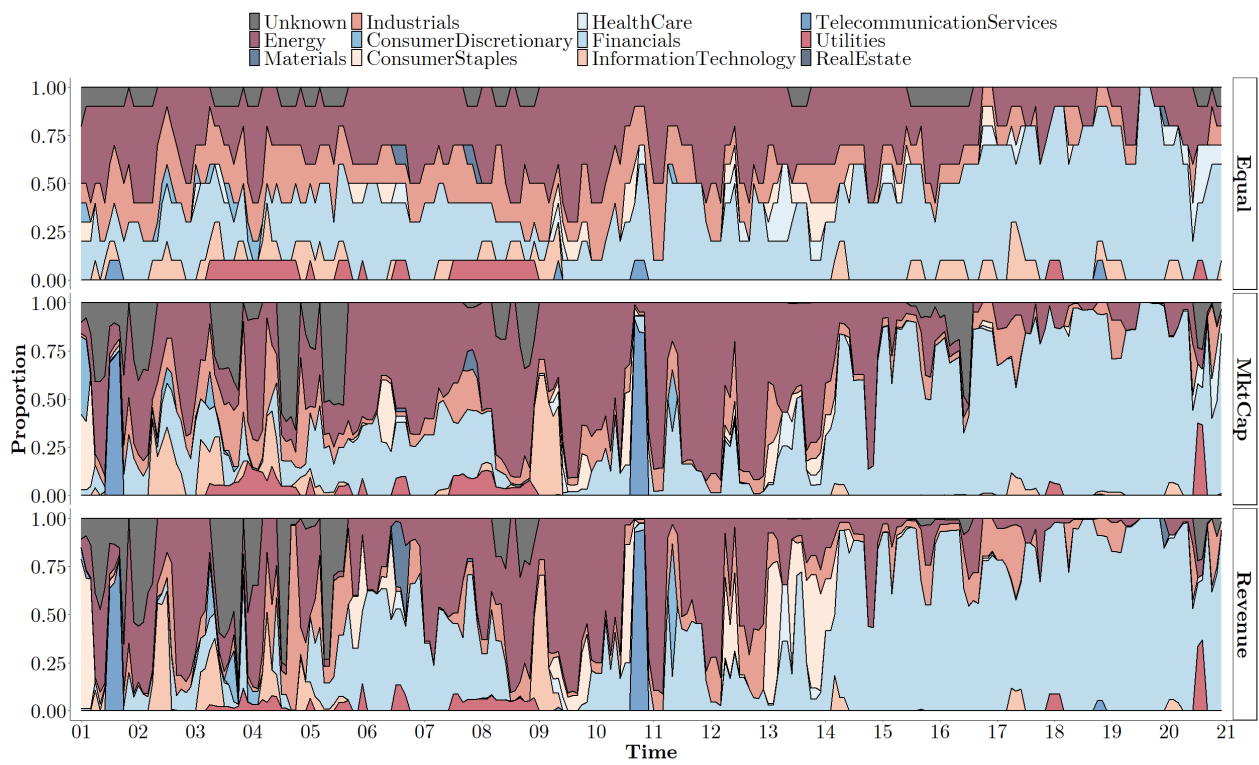 Unknown Industrials HealthCare TelecommunicationServices
Energy ConsumerDiscretionary Financials Utilities
Materials ConsumerStaples InformationTechnology RealEstate
1.00
0.75
0.50
0.25
0.00
Equal
1.00
0.75
0.50
0.25
0.00
MktCap
Proportion
1.00
0.75
0.50
0.25
0.00
Revenue
01 02 03 04 05 06 07 08 09 10 11 12 13 14 15 16 17 18 19 20 21
Time